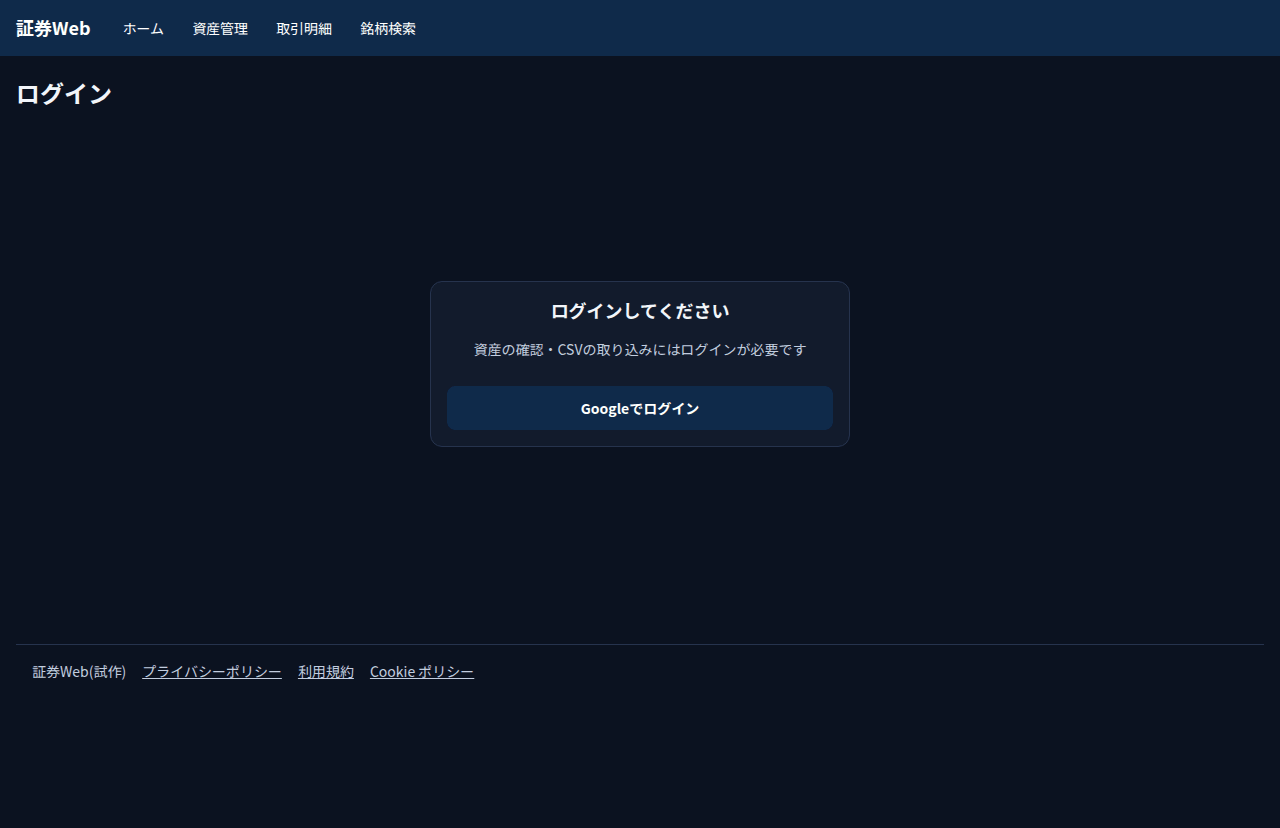 証券Web ホーム 資産管理 取引明細 銘柄検索
ログイン
ログインしてください
資産の確認・CSVの取り込みにはログインが必要です
Googleでログイン
証券Web(試作) プライバシーポリシー 利用規約 Cookie ポリシー